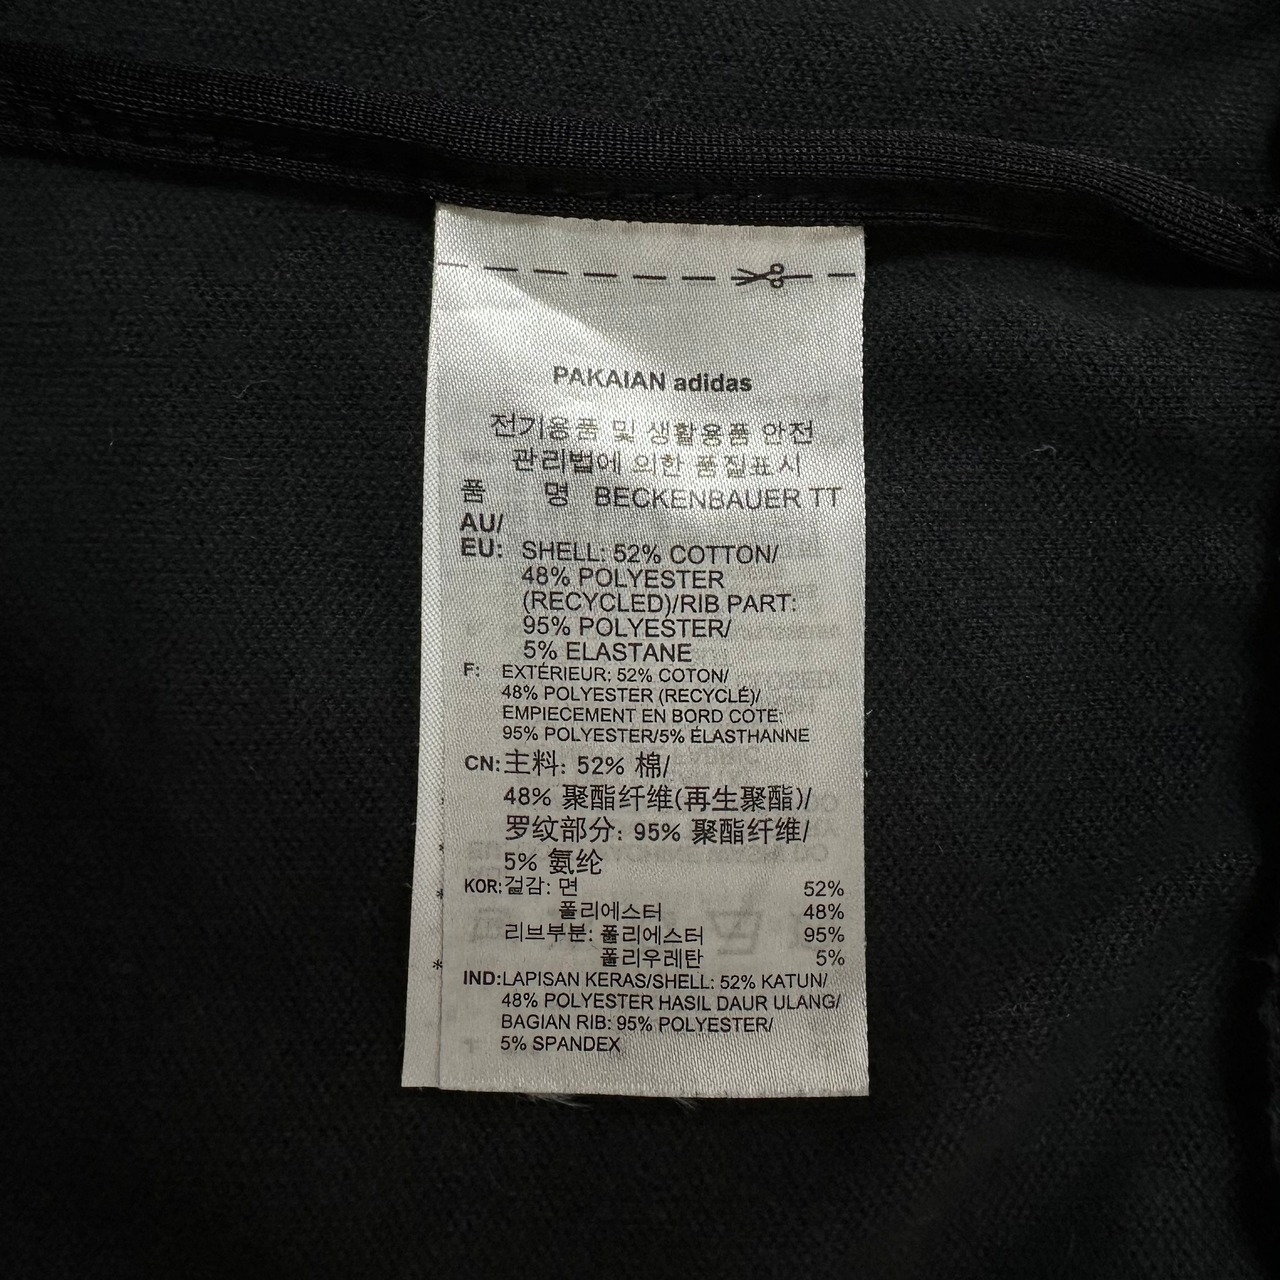 PAKAIAN adidas
전기용품 및 생활용품 안전
관리법에 의한 품질표시
품 명 BECKENBAUER TT
AU/
EU: SHELL: 52% COTTON/
48% POLYESTER
(RECYCLED)/RIB PART:
95% POLYESTER/
5% ELASTANE
F: EXTÉRIEUR: 52% COTON/
48% POLYESTER (RECYCLÉ)/
EMPIECEMENT EN BORD CÔTE:
95% POLYESTER/5% ÉLASTHANNE
CN: 主料: 52% 棉/
48% 聚酯纤维(再生聚酯)/
罗纹部分: 95% 聚酯纤维/
5% 氨纶
KOR: 겉감: 면 52%
폴리에스터 48%
리브부분: 폴리에스터 95%
폴리우레탄 5%
IND: LAPISAN KERAS/SHELL: 52% KATUN/
48% POLYESTER HASIL DAUR ULANG/
BAGIAN RIB: 95% POLYESTER/
5% SPANDEX